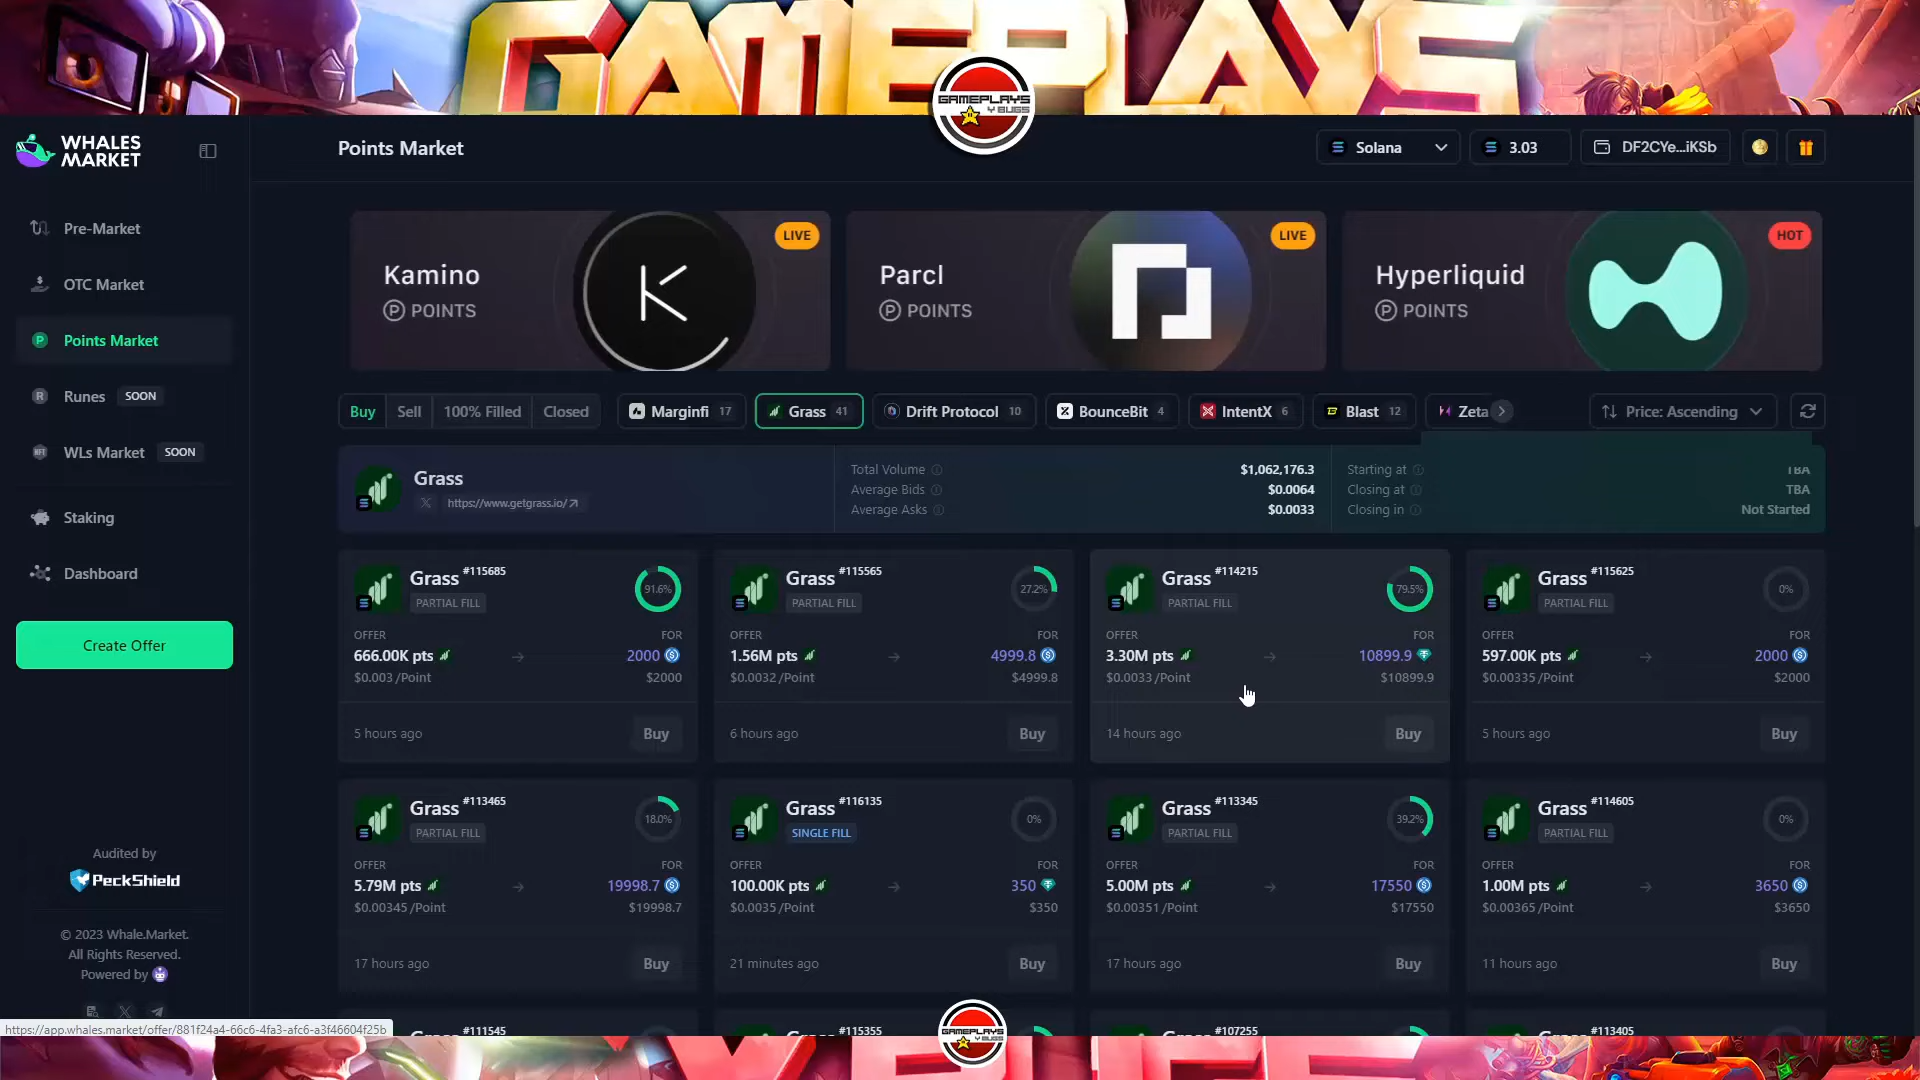 GAMEPLAYS
GAMEPLAYS
Y BUGS
WHALES
MARKET
Points Market
Solana
3.03
DF2CYe...iKSb
Pre-Market
OTC Market
Points Market
Runes SOON
WLs Market SOON
Staking
Dashboard
Create Offer
Kamino
P POINTS
LIVE
Parcl
P POINTS
LIVE
Hyperliquid
P POINTS
HOT
Buy Sell 100% Filled Closed
Marginfi 17 Grass 41 Drift Protocol 10 BounceBit 4 IntentX 6 Blast 12 Zeta
Price: Ascending
Grass
https://www.getgrass.io/
Total Volume $1,062,176.3
Average Bids $0.0064
Average Asks $0.0033
Starting at TBA
Closing at TBA
Closing in Not Started
Grass #115685
PARTIAL FILL
91.6%
OFFER FOR
666.00K pts 2000
$0.003 /Point $2000
5 hours ago Buy
Grass #115565
PARTIAL FILL
27.2%
OFFER FOR
1.56M pts 4999.8
$0.0032 /Point $4999.8
6 hours ago Buy
Grass #114215
PARTIAL FILL
79.5%
OFFER FOR
3.30M pts 10899.9
$0.0033 /Point $10899.9
14 hours ago Buy
Grass #115625
PARTIAL FILL
0%
OFFER FOR
597.00K pts 2000
$0.00335 /Point $2000
5 hours ago Buy
Grass #113465
PARTIAL FILL
18.0%
OFFER FOR
5.79M pts 19998.7
$0.00345 /Point $19998.7
17 hours ago Buy
Grass #116135
SINGLE FILL
0%
OFFER FOR
100.00K pts 350
$0.0035 /Point $350
21 minutes ago Buy
Grass #113345
PARTIAL FILL
39.2%
OFFER FOR
5.00M pts 17550
$0.00351 /Point $17550
17 hours ago Buy
Grass #114605
PARTIAL FILL
0%
OFFER FOR
1.00M pts 3650
$0.00365 /Point $3650
11 hours ago Buy
Audited by
PeckShield
© 2023 Whale.Market.
All Rights Reserved.
Powered by
https://app.whales.market/offer/881f24a4-66c6-4fa3-afc6-a3f46604f25b
Grass #111545
Grass #115355
Grass #107255
Grass #113405
GAMEPLAYS
Y BUGS